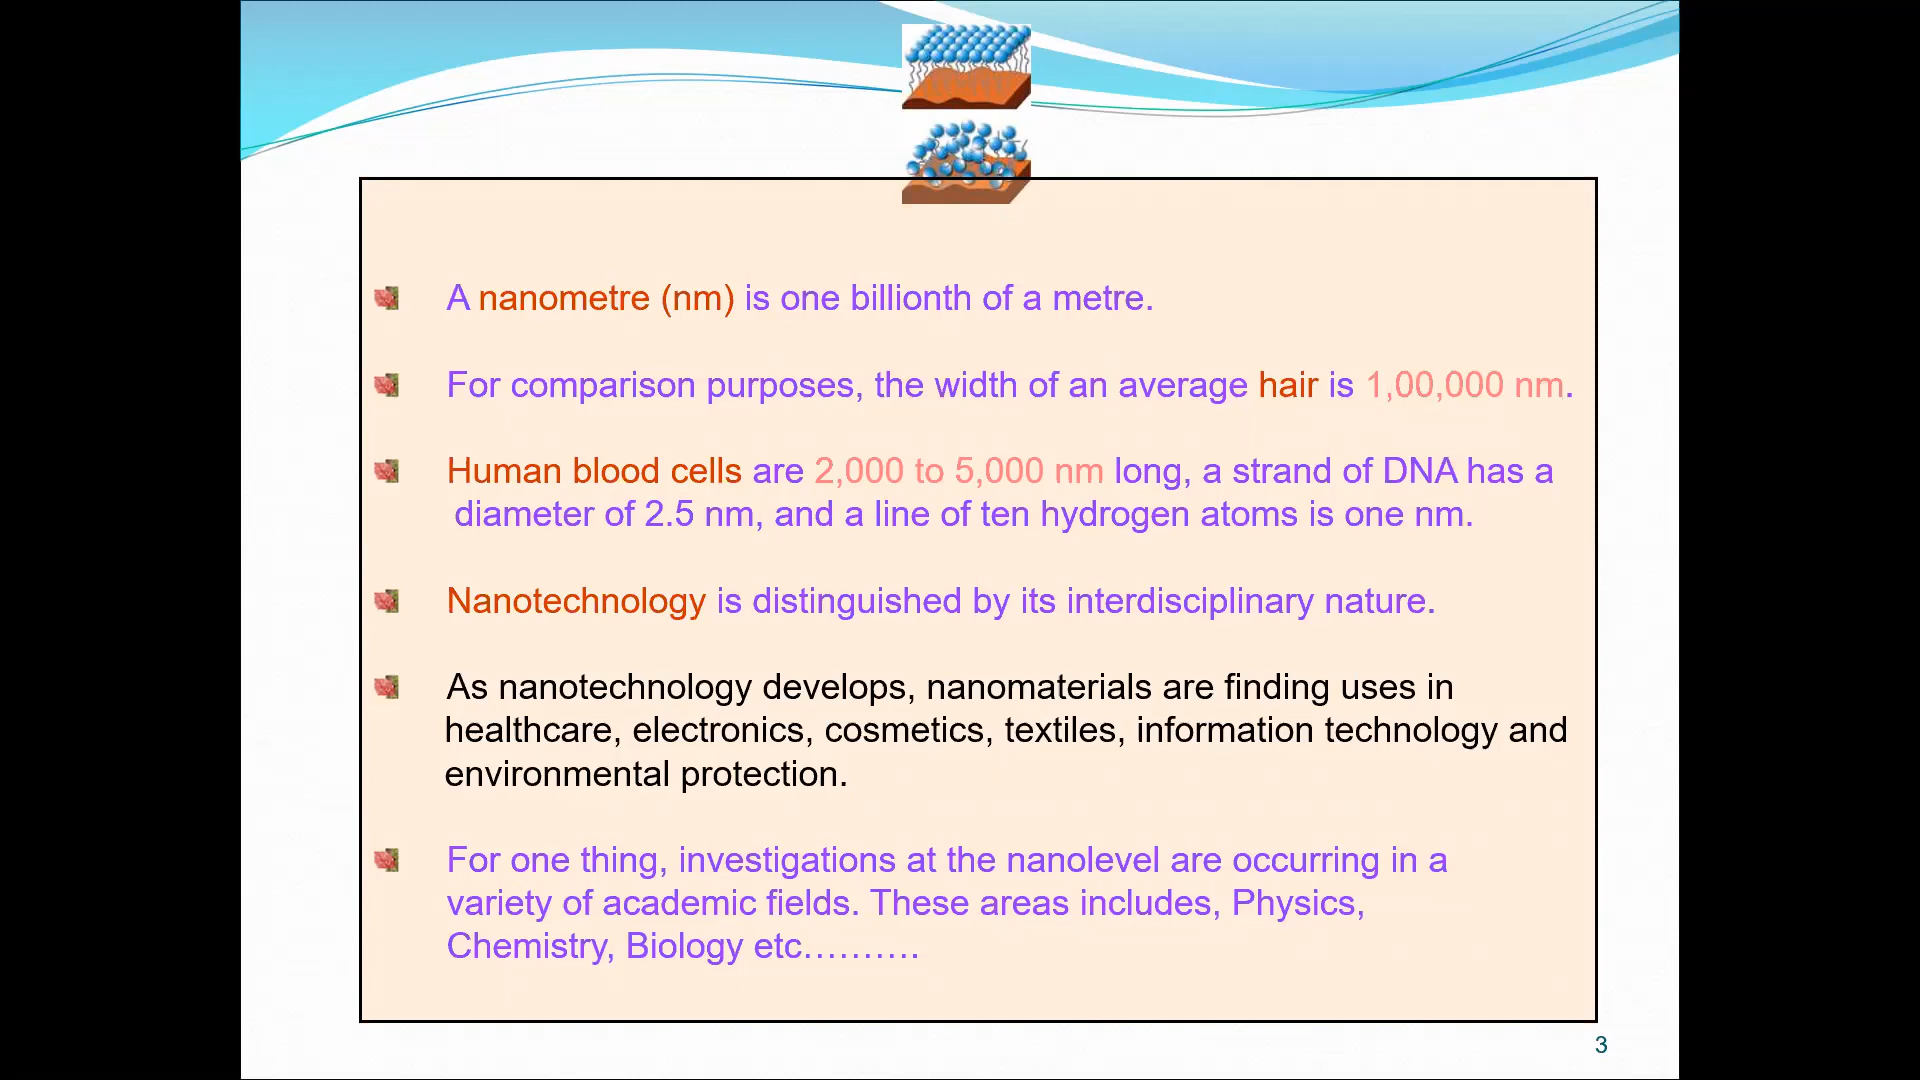 A nanometre (nm) is one billionth of a metre.
For comparison purposes, the width of an average hair is 1,00,000 nm.
Human blood cells are 2,000 to 5,000 nm long, a strand of DNA has a
diameter of 2.5 nm, and a line of ten hydrogen atoms is one nm.
Nanotechnology is distinguished by its interdisciplinary nature.
As nanotechnology develops, nanomaterials are finding uses in
healthcare, electronics, cosmetics, textiles, information technology and
environmental protection.
For one thing, investigations at the nanolevel are occurring in a
variety of academic fields. These areas includes, Physics,
Chemistry, Biology etc……….
3